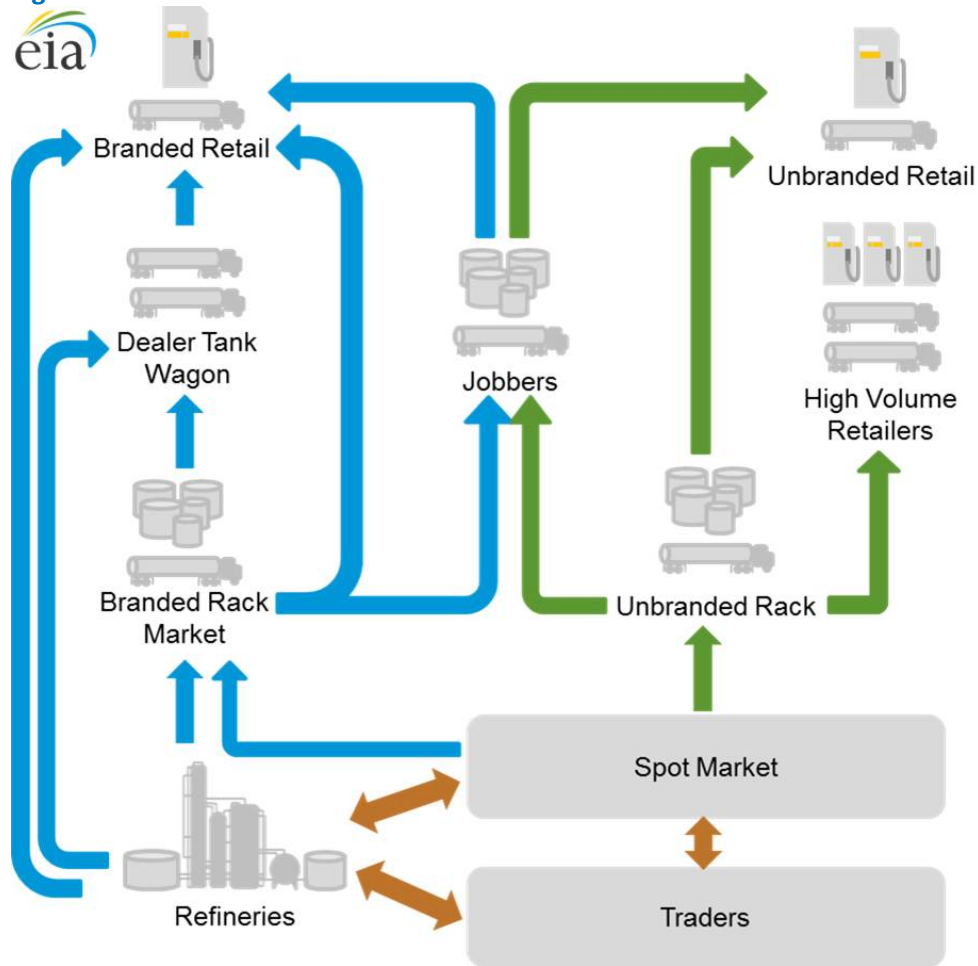 eia
Branded Retail
Unbranded Retail
Dealer Tank
Wagon
Jobbers
High Volume
Retailers
Branded Rack
Market
Unbranded Rack
Spot Market
Refineries
Traders